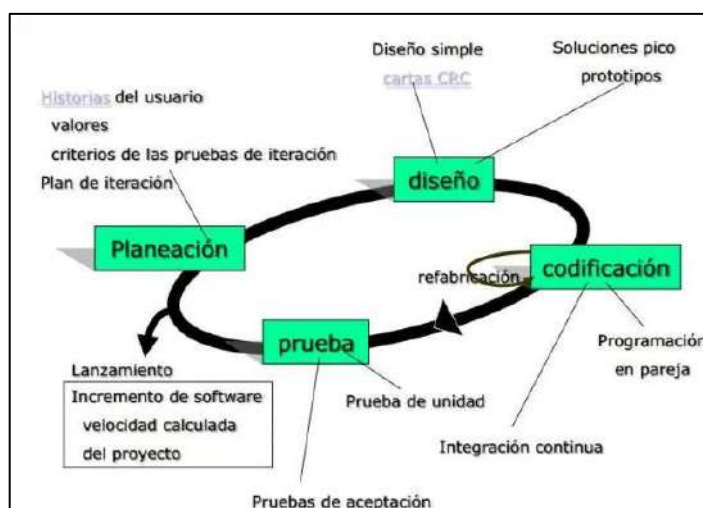 Diseño simple
cartas CRC
Soluciones pico
prototipos
Historias del usuario
valores
criterios de las pruebas de iteración
Plan de iteración
diseño
Planeación
refabricación
codificación
prueba
Programación
en pareja
Lanzamiento
Incremento de software
velocidad calculada
del proyecto
Prueba de unidad
Integración continua
Pruebas de aceptación